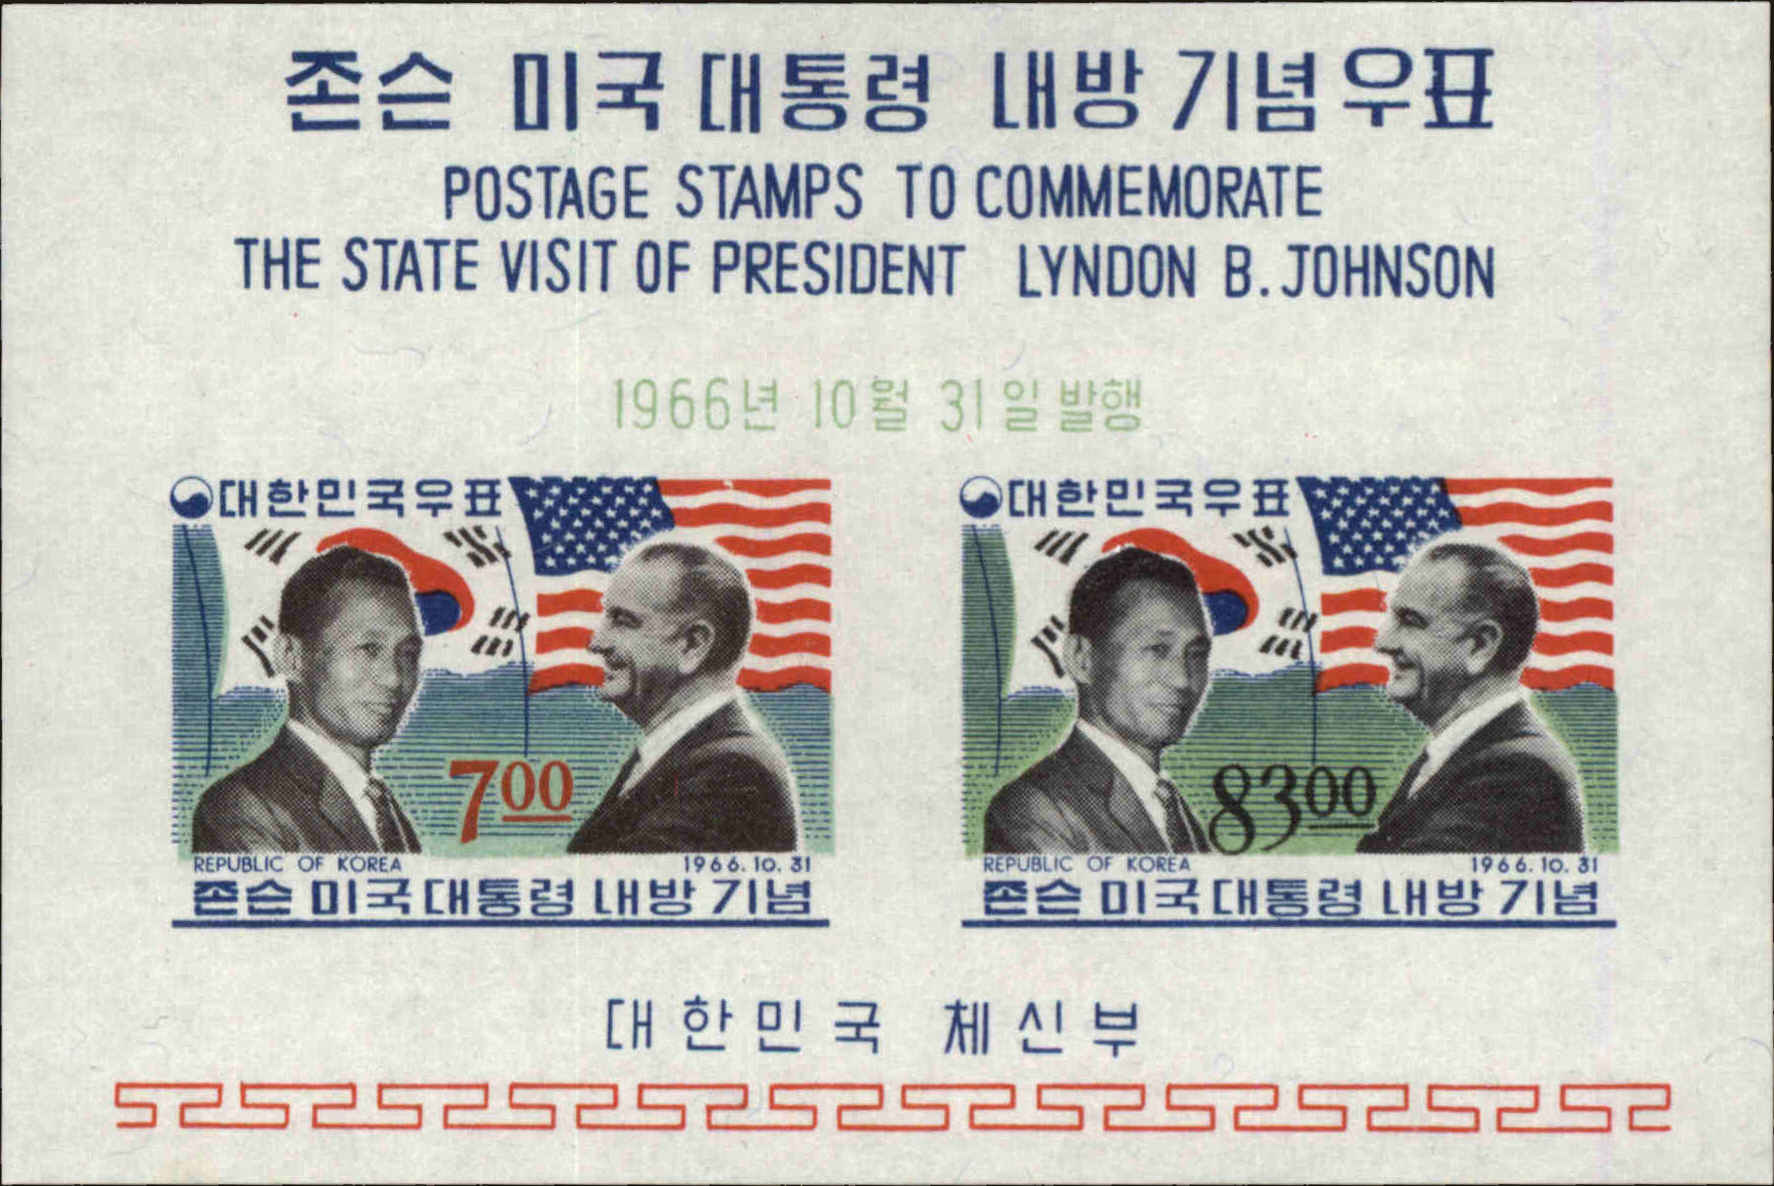 존슨 미국대통령 내방기념우표
POSTAGE STAMPS TO COMMEMORATE
THE STATE VISIT OF PRESIDENT LYNDON B. JOHNSON
1966년 10월 31일 발행
대한민국우표
700
REPUBLIC OF KOREA 1966.10.31
존슨 미국대통령 내방기념
대한민국우표
8300
REPUBLIC OF KOREA 1966.10.31
존슨 미국대통령 내방기념
대한민국 체신부